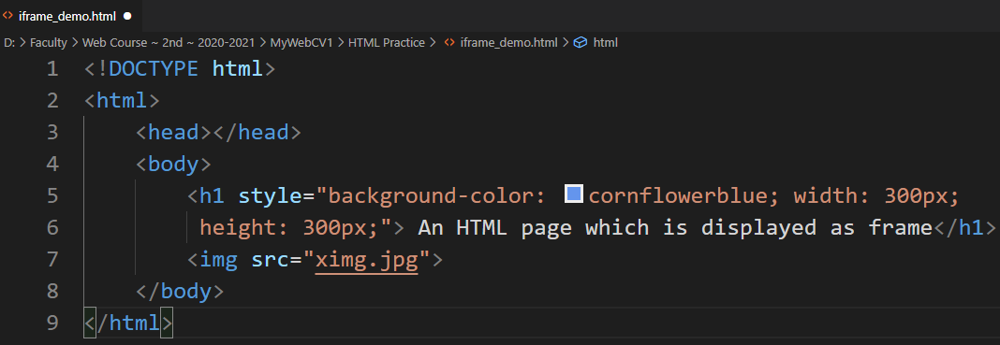 iframe_demo.html
D: > Faculty > Web Course ~ 2nd ~ 2020-2021 > MyWebCV1 > HTML Practice > iframe_demo.html > html
1 <!DOCTYPE html>
2 <html>
3 <head></head>
4 <body>
5 <h1 style="background-color: cornflowerblue; width: 300px;
6 height: 300px;"> An HTML page which is displayed as frame</h1>
7 <img src="ximg.jpg">
8 </body>
9 </html>